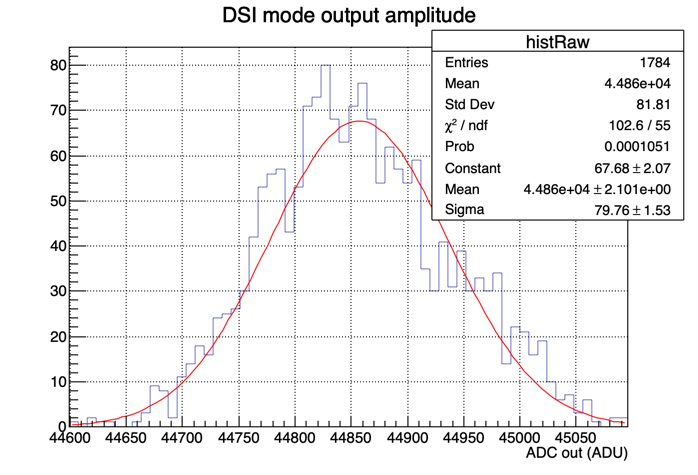 DSI mode output amplitude
histRaw
Entries 1784
Mean 4.486e+04
Std Dev 81.81
χ² / ndf 102.6 / 55
Prob 0.0001051
Constant 67.68 ± 2.07
Mean 4.486e+04 ± 2.101e+00
Sigma 79.76 ± 1.53
80
70
60
50
40
30
20
10
0
44600 44650 44700 44750 44800 44850 44900 44950 45000 45050
ADC out (ADU)